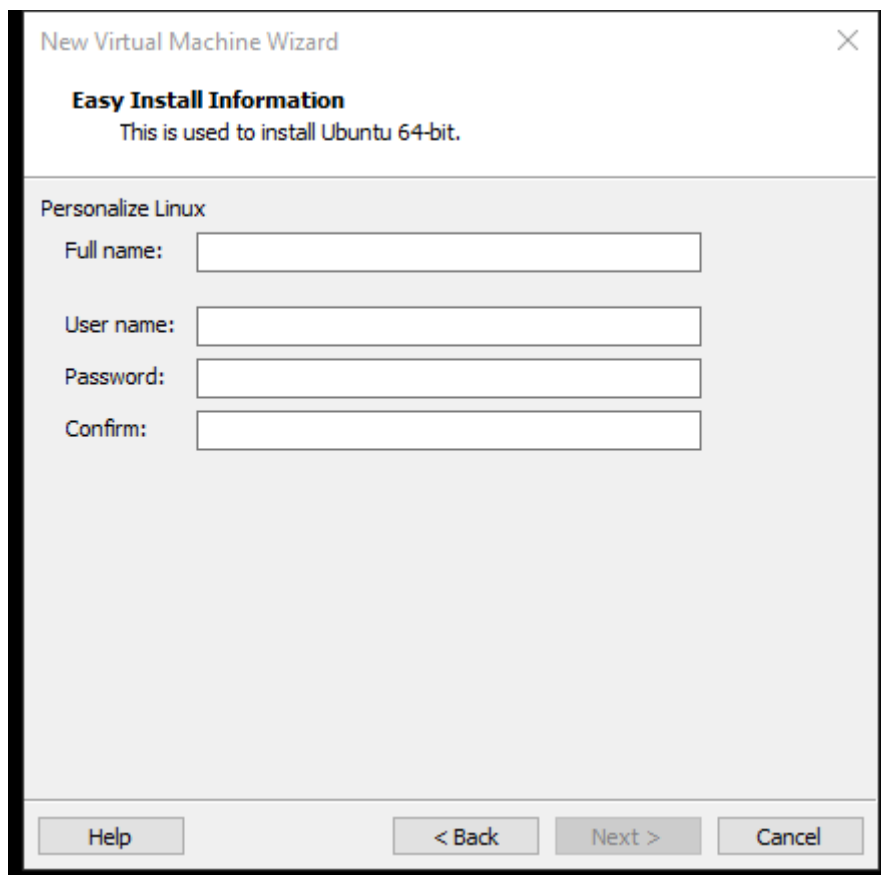 New Virtual Machine Wizard
Easy Install Information
This is used to install Ubuntu 64-bit.
Personalize Linux
Full name:
User name:
Password:
Confirm:
Help
< Back
Next >
Cancel